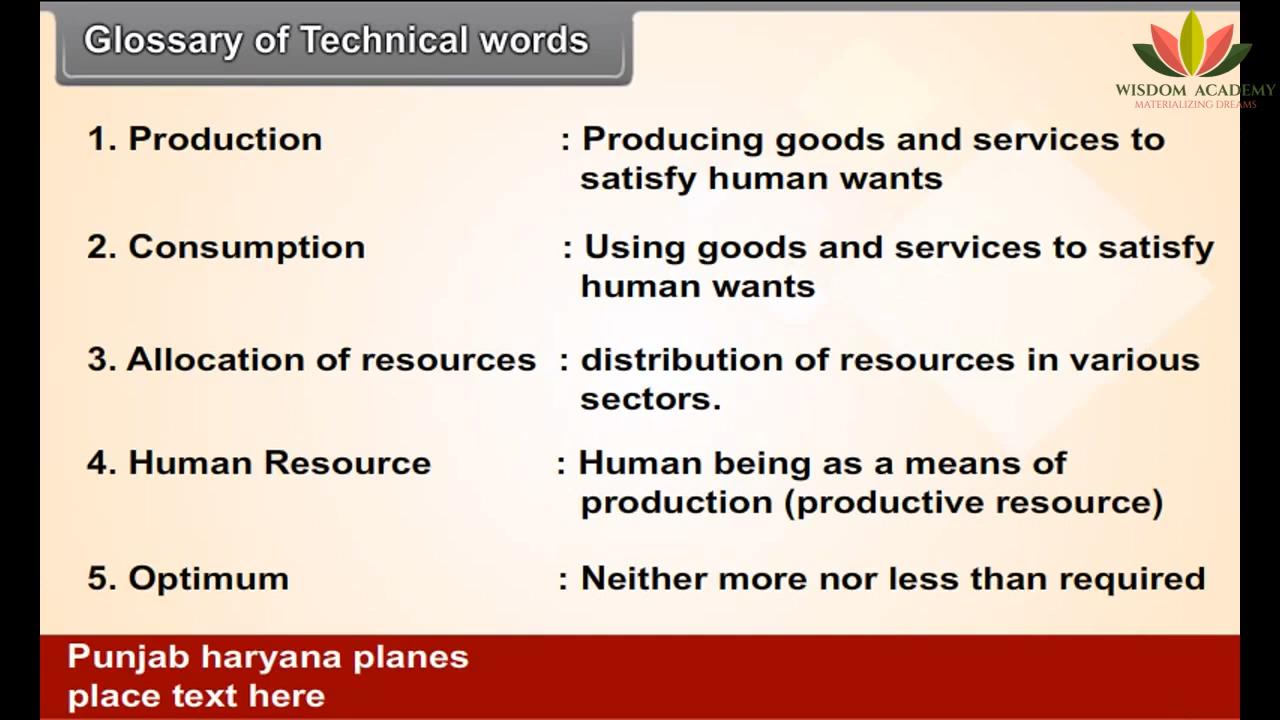 Glossary of Technical words
WISDOM ACADEMY
MATERIALIZING DREAMS
1. Production : Producing goods and services to
satisfy human wants
2. Consumption : Using goods and services to satisfy
human wants
3. Allocation of resources : distribution of resources in various
sectors.
4. Human Resource : Human being as a means of
production (productive resource)
5. Optimum : Neither more nor less than required
Punjab haryana planes
place text here